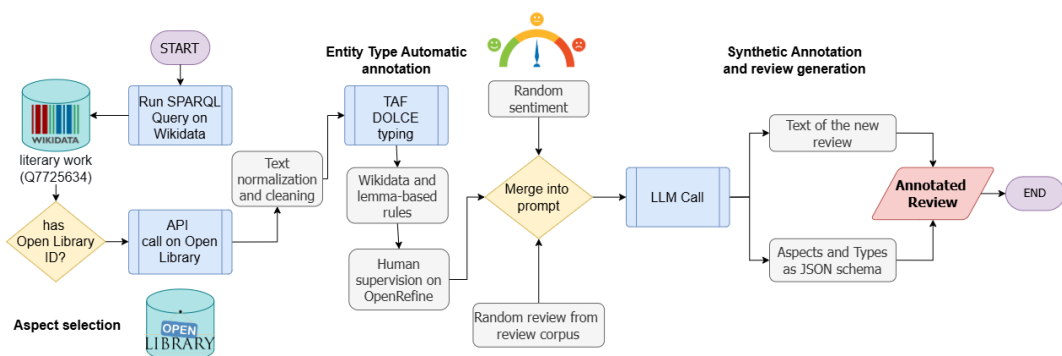 START
Run SPARQL
Query on
Wikidata
WIKIDATA
literary work
(Q7725634)
has
Open Library
ID?
API
call on Open
Library
Aspect selection
OPEN
LIBRARY
Text
normalization
and cleaning
Entity Type Automatic
annotation
TAF
DOLCE
typing
Wikidata and
lemma-based
rules
Human
supervision on
OpenRefine
Random
sentiment
Merge into
prompt
Random review from
review corpus
LLM Call
Synthetic Annotation
and review generation
Text of the new
review
Aspects and Types
as JSON schema
Annotated
Review
END